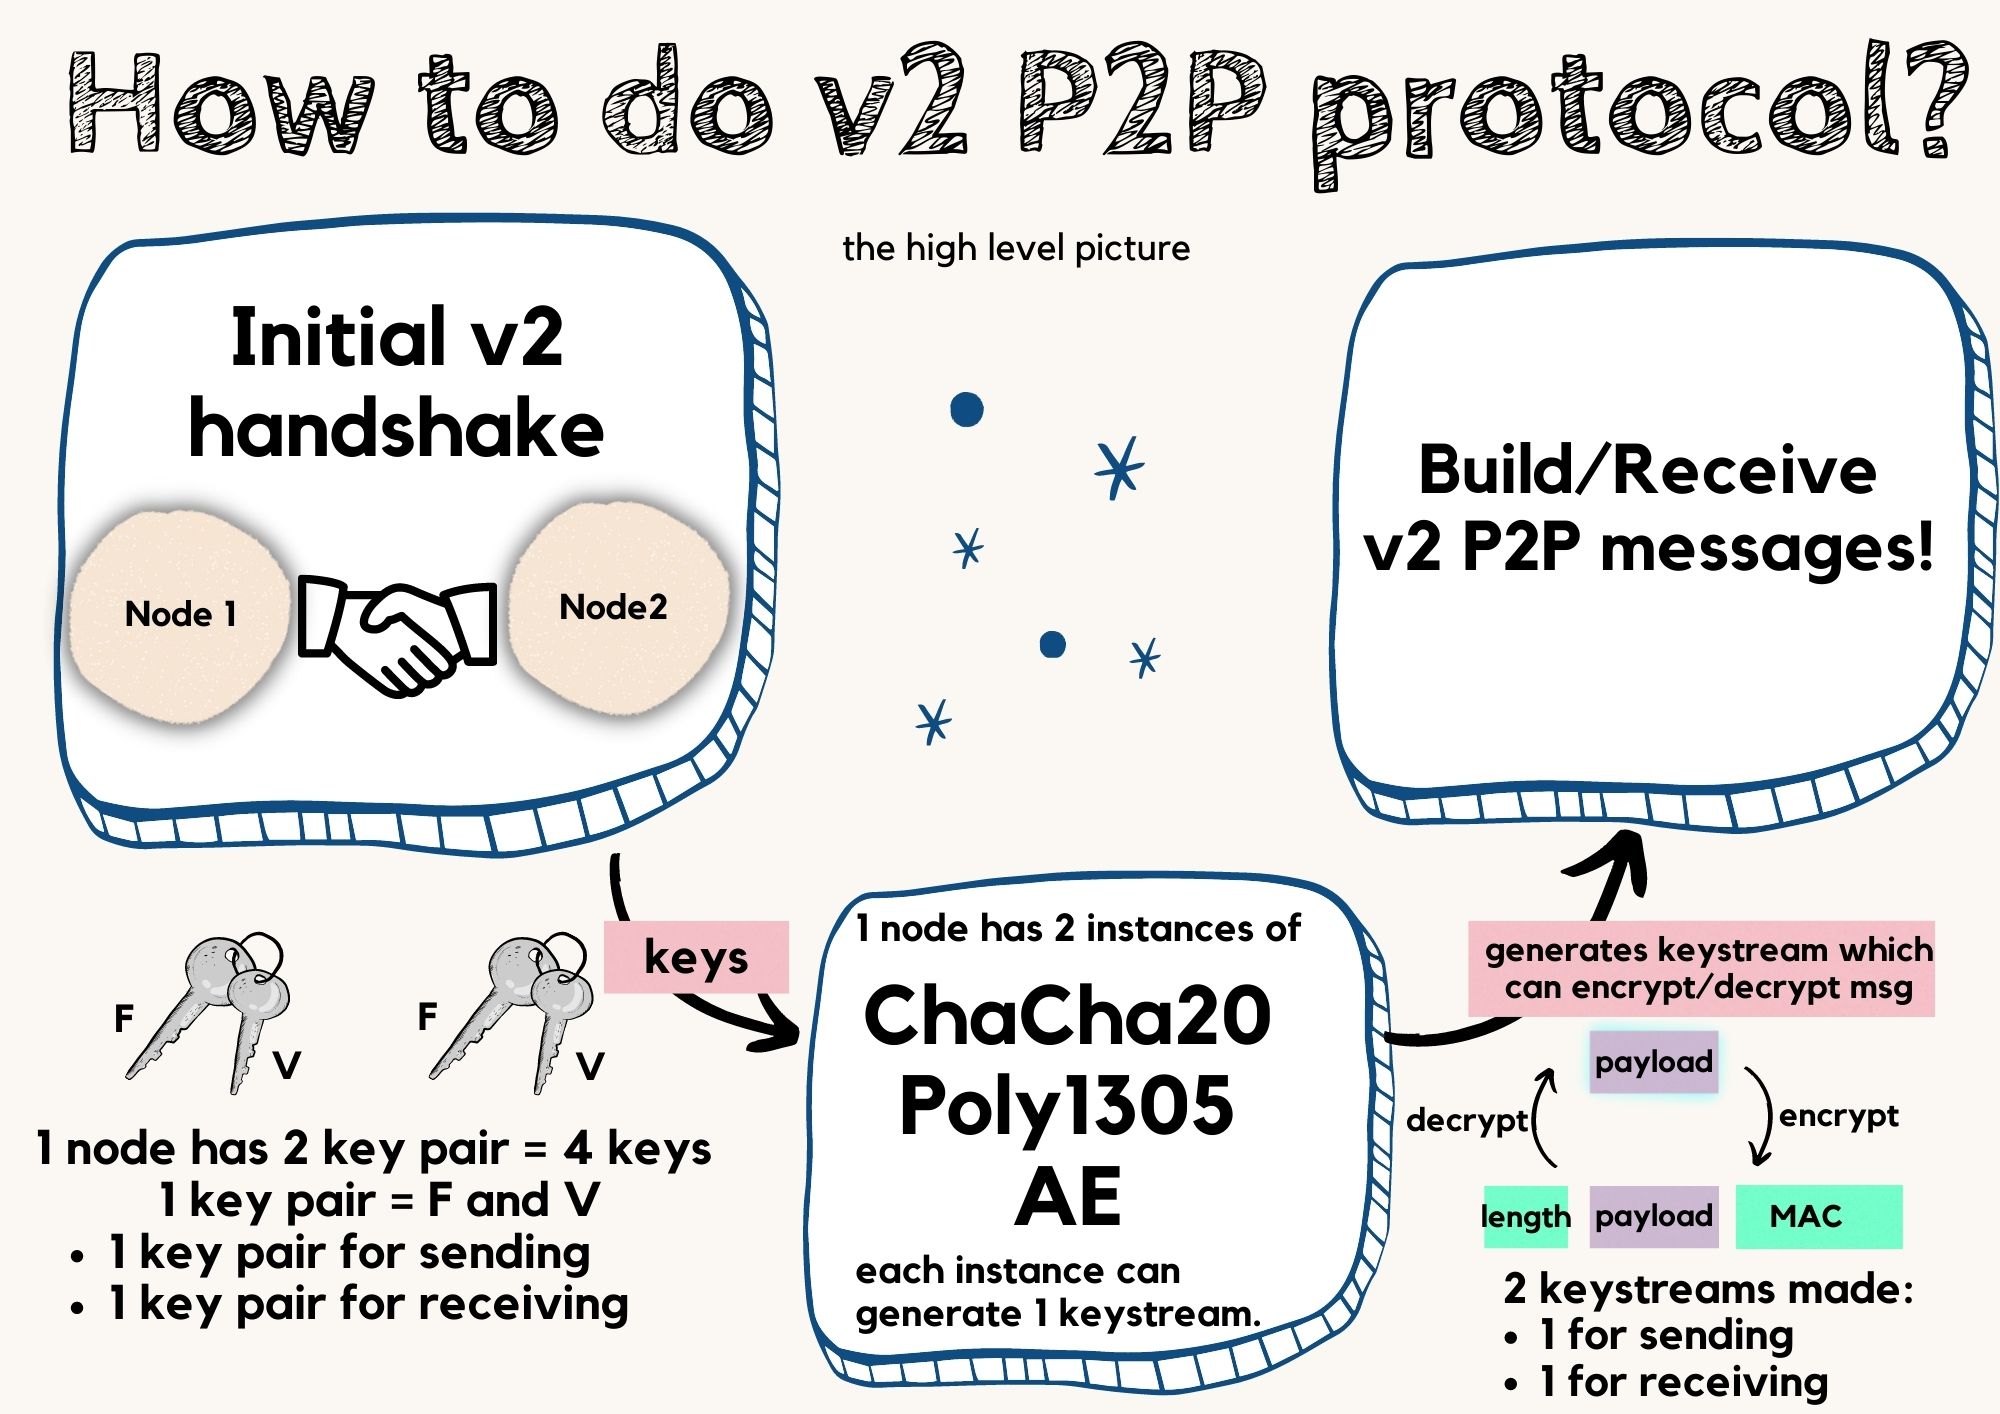 How to do v2 P2P protocol?
the high level picture
Initial v2
handshake
Node 1
Node2
Build/Receive
v2 P2P messages!
keys
F
V
F
V
1 node has 2 key pair = 4 keys
1 key pair = F and V
• 1 key pair for sending
• 1 key pair for receiving
1 node has 2 instances of
ChaCha20
Poly1305
AE
each instance can
generate 1 keystream.
generates keystream which
can encrypt/decrypt msg
payload
decrypt
encrypt
length
payload
MAC
2 keystreams made:
• 1 for sending
• 1 for receiving